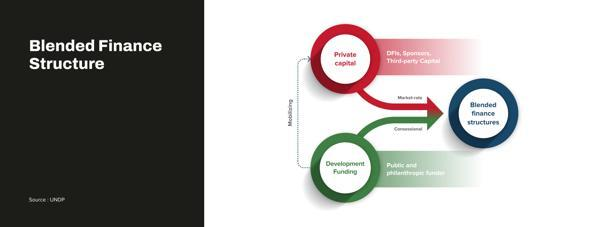 Blended Finance
Structure
Source : UNDP
Mobilizing
Private
capital
DFIs, Sponsors,
Third-party Capital
Market-rate
Concessional
Blended
finance
structures
Development
Funding
Public and
philanthropic funder